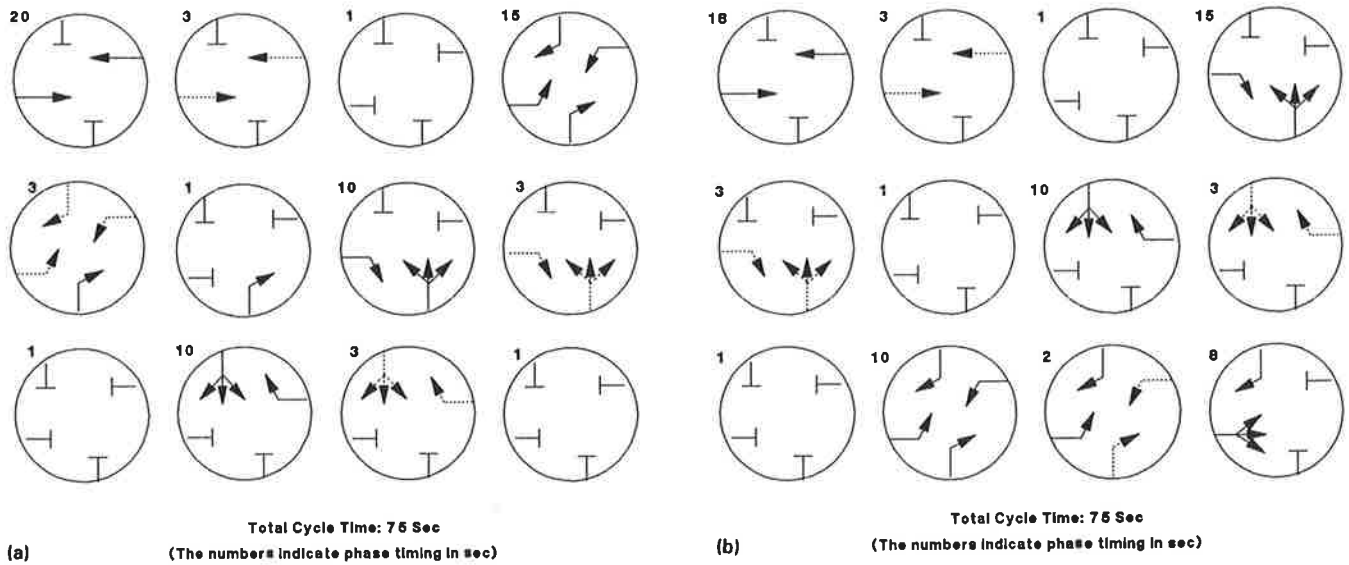 20 3 1 15
3 1 10 3
1 10 3 1
Total Cycle Time: 75 Sec
(a) (The numbers indicate phase timing in sec)
18 3 1 15
3 1 10 3
1 10 2 8
Total Cycle Time: 75 Sec
(b) (The numbers indicate phase timing in sec)